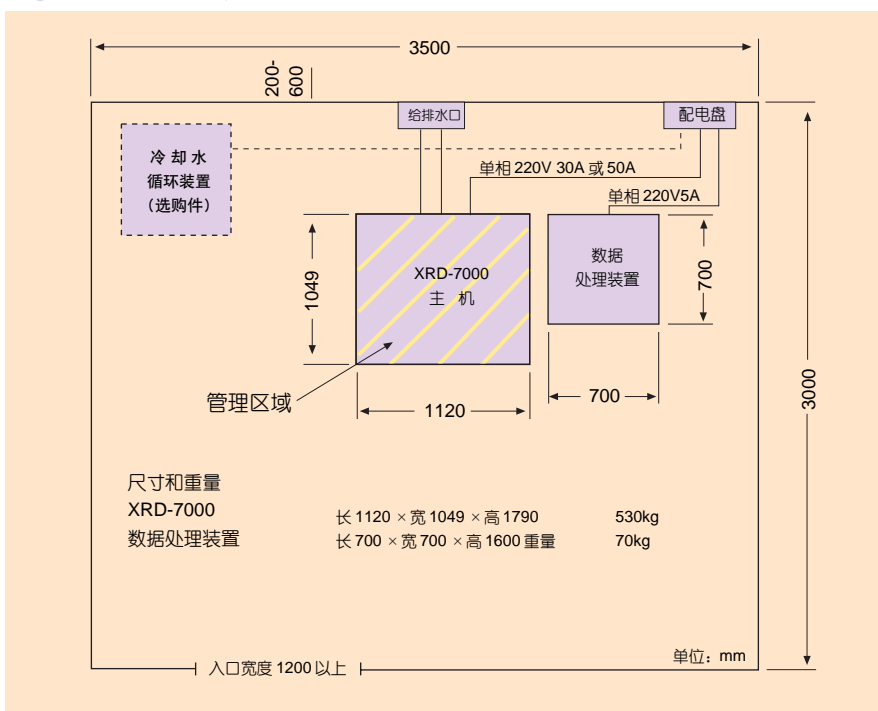 3500
200-
600
给排水口
配电盘
冷却水
循环装置
(选购件)
单相 220V 30A 或 50A
单相 220V5A
XRD-7000
主 机
数据
处理装置
1049
700
3000
管理区域
1120
700
尺寸和重量
XRD-7000 长 1120 × 宽 1049 × 高 1790 530kg
数据处理装置 长 700 × 宽 700 × 高 1600 重量 70kg
入口宽度 1200 以上
单位：mm